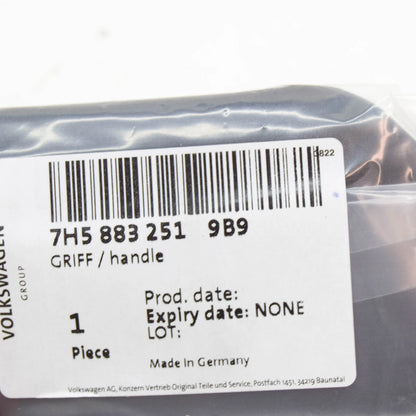 0822
7H5 883 251 9B9
GRIFF / handle
Prod. date:
Expiry date: NONE
LOT:
1
Piece
Made In Germany
Volkswagen AG, Konzern Vertrieb Original Teile und Service, Postfach 1451, 34219 Baunatal
VOLKSWAGEN
GROUP